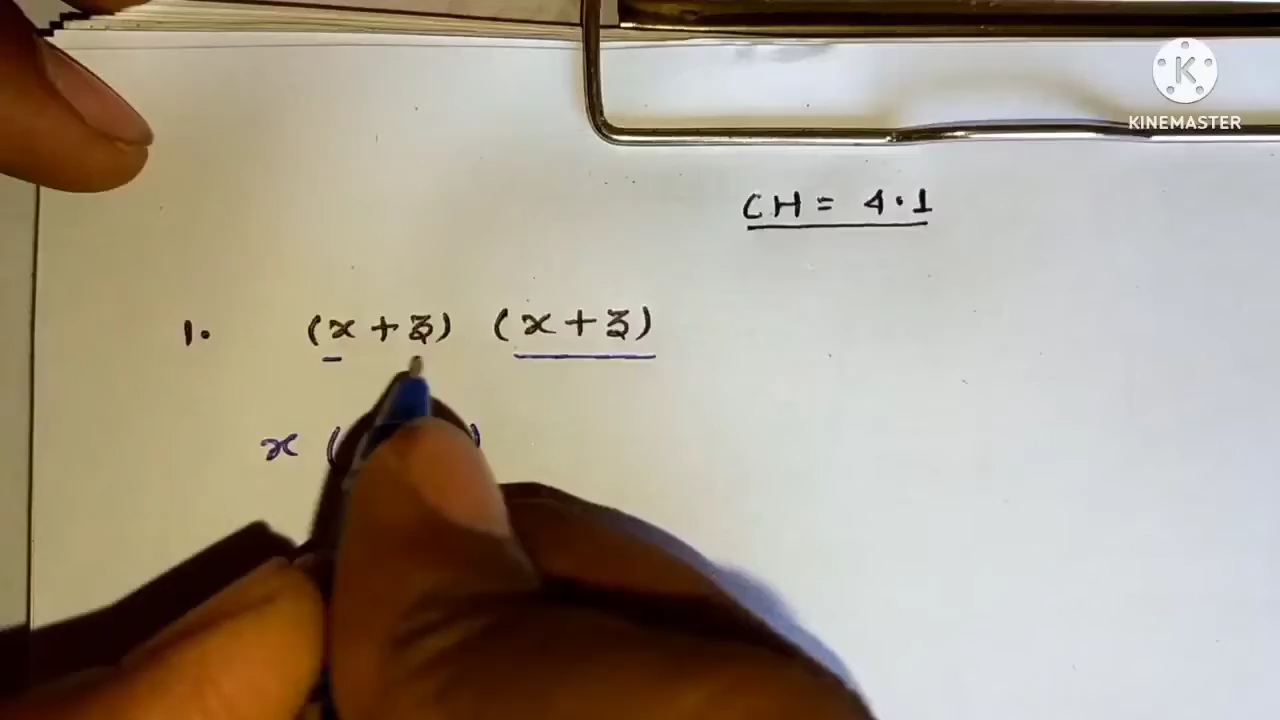 KINEMASTER
CH = 4.1
1. (x + 3) (x + 3)
x ( )